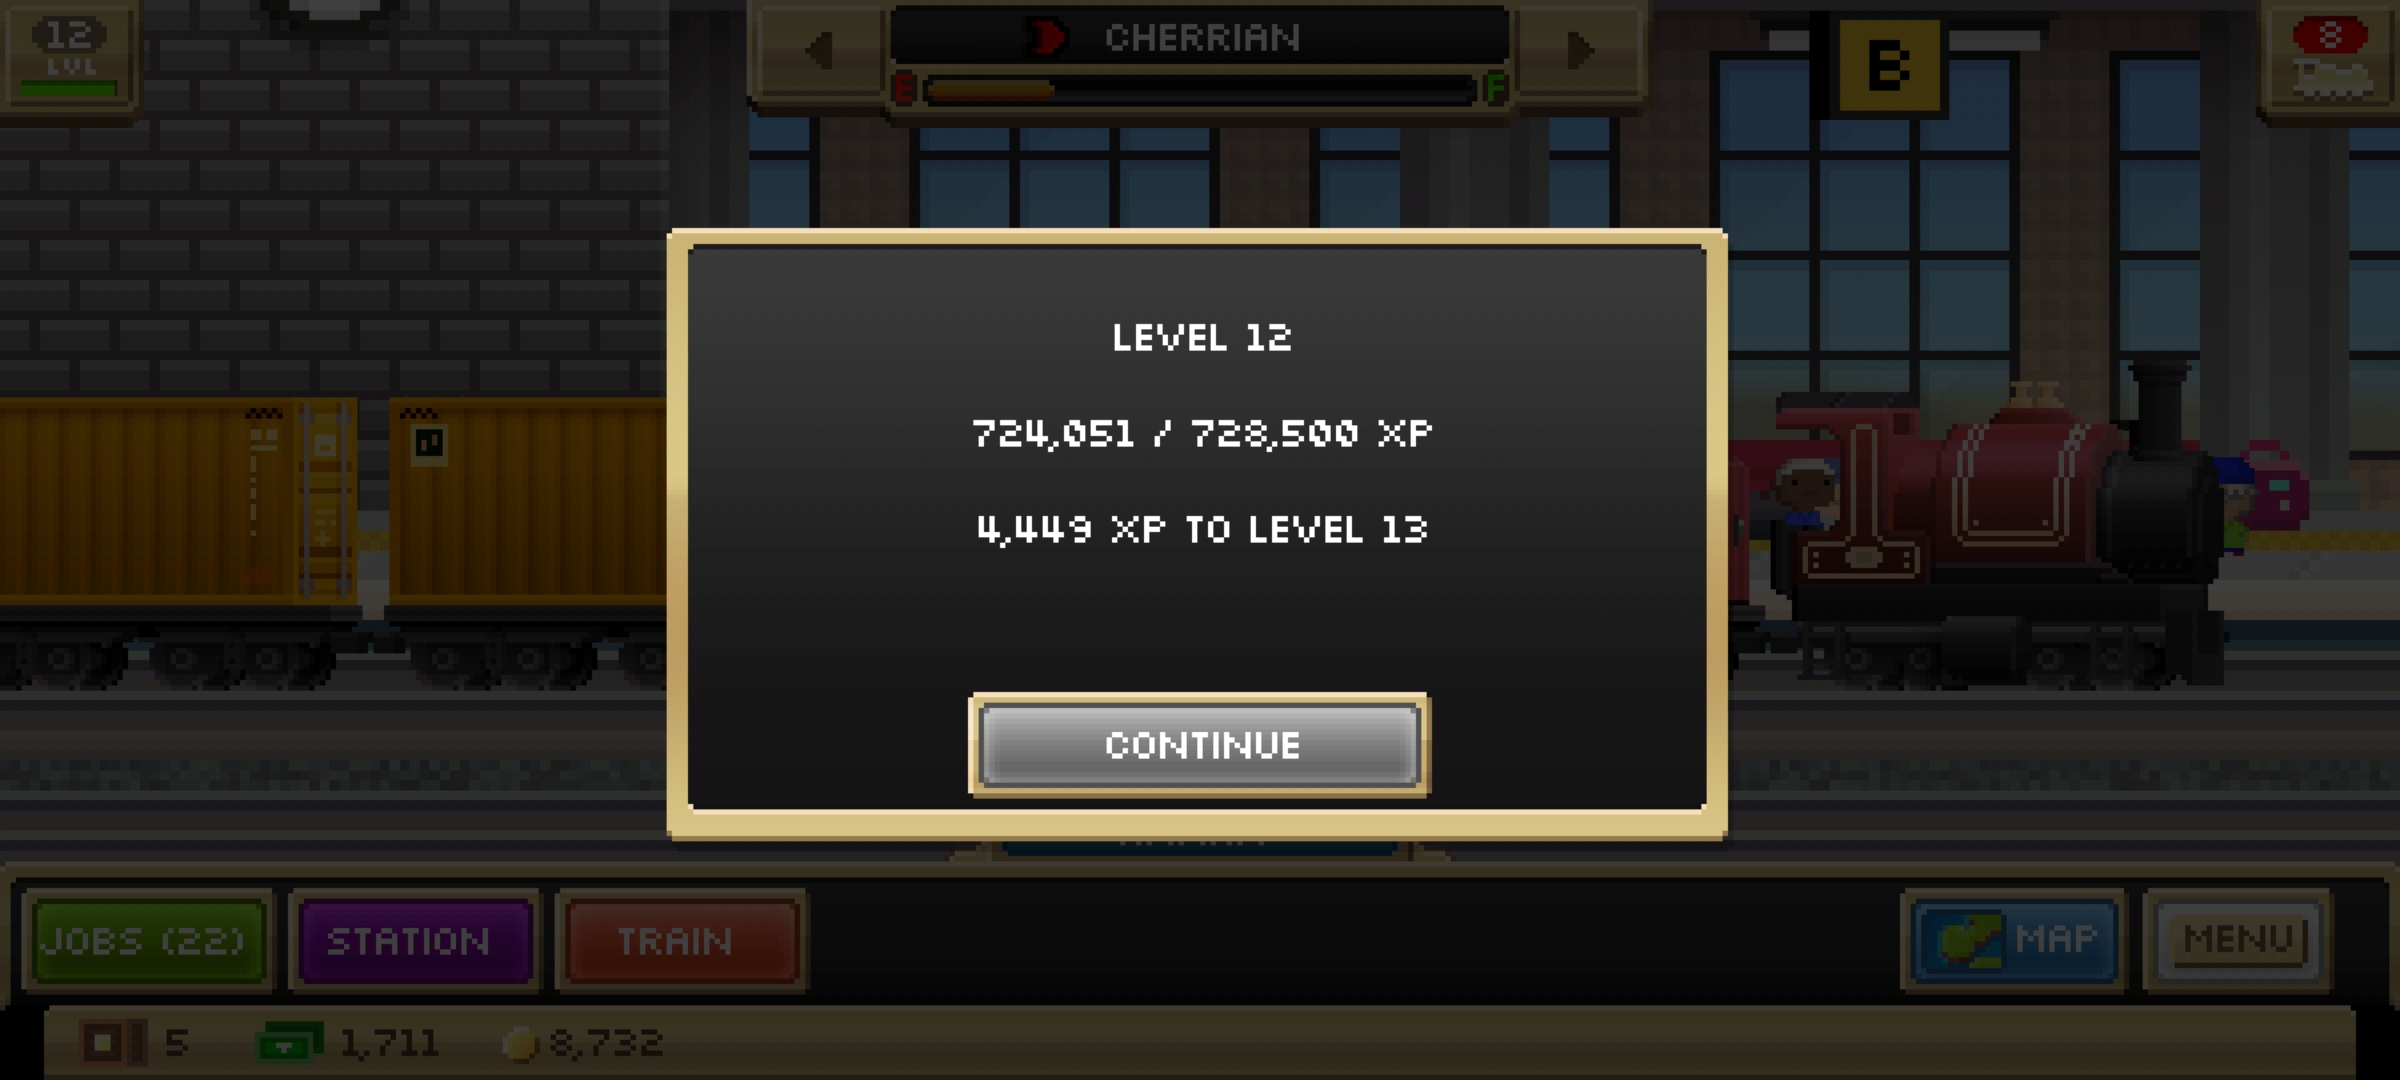 12
LVL
CHERRIAN
E
F
B
8
LEVEL 12
724,051 / 728,500 XP
4,449 XP TO LEVEL 13
CONTINUE
JOBS (22)
STATION
TRAIN
MAP
MENU
5
1,711
8,732